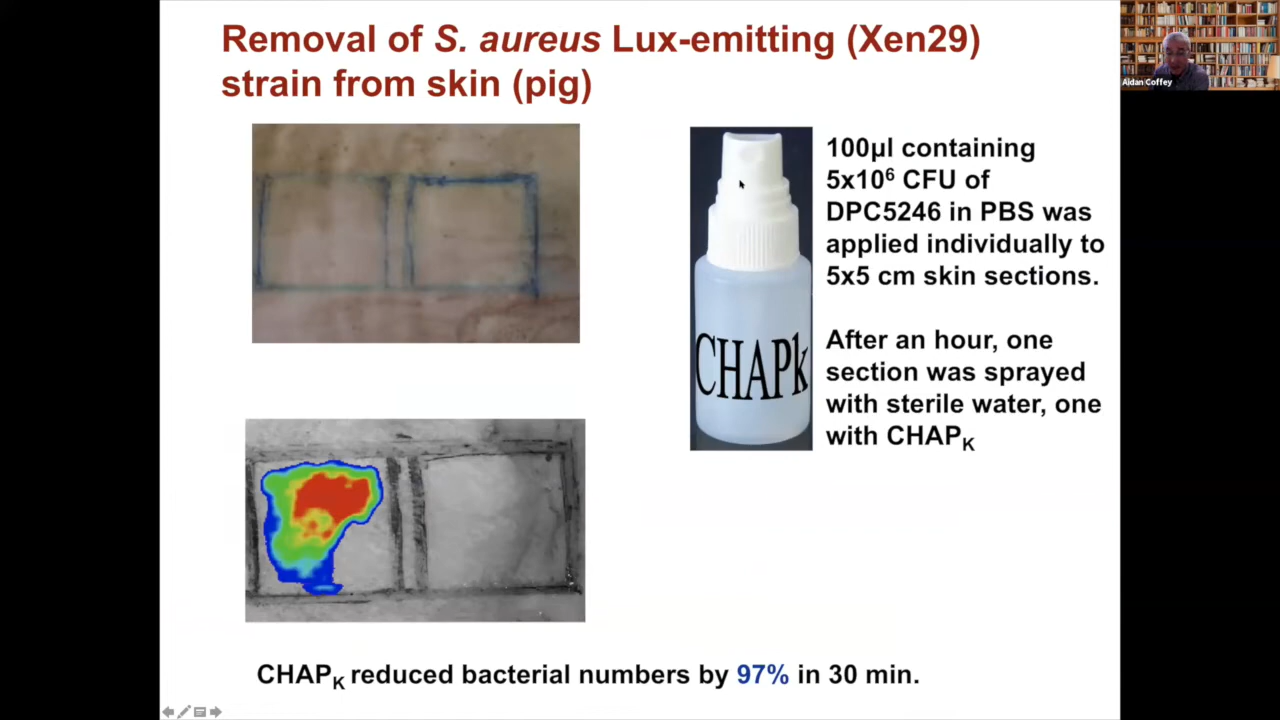 Removal of S. aureus Lux-emitting (Xen29)
strain from skin (pig)
Aidan Coffey
100µl containing
5x10⁶ CFU of
DPC5246 in PBS was
applied individually to
5x5 cm skin sections.
After an hour, one
section was sprayed
with sterile water, one
with CHAPK
CHAPk
CHAPK reduced bacterial numbers by 97% in 30 min.